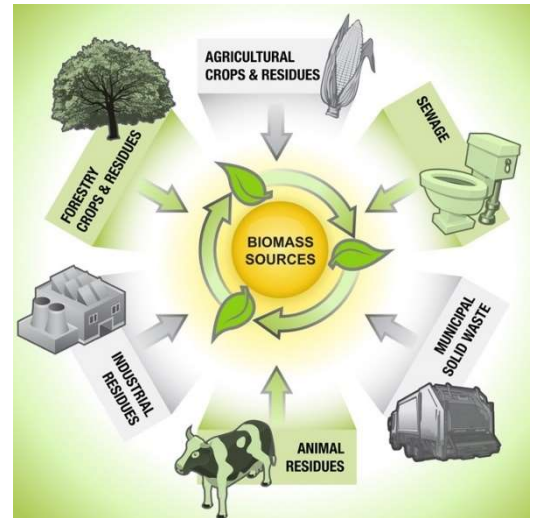 AGRICULTURAL
CROPS & RESIDUES
SEWAGE
FORESTRY
CROPS & RESIDUES
BIOMASS
SOURCES
MUNICIPAL
SOLID WASTE
INDUSTRIAL
RESIDUES
ANIMAL
RESIDUES